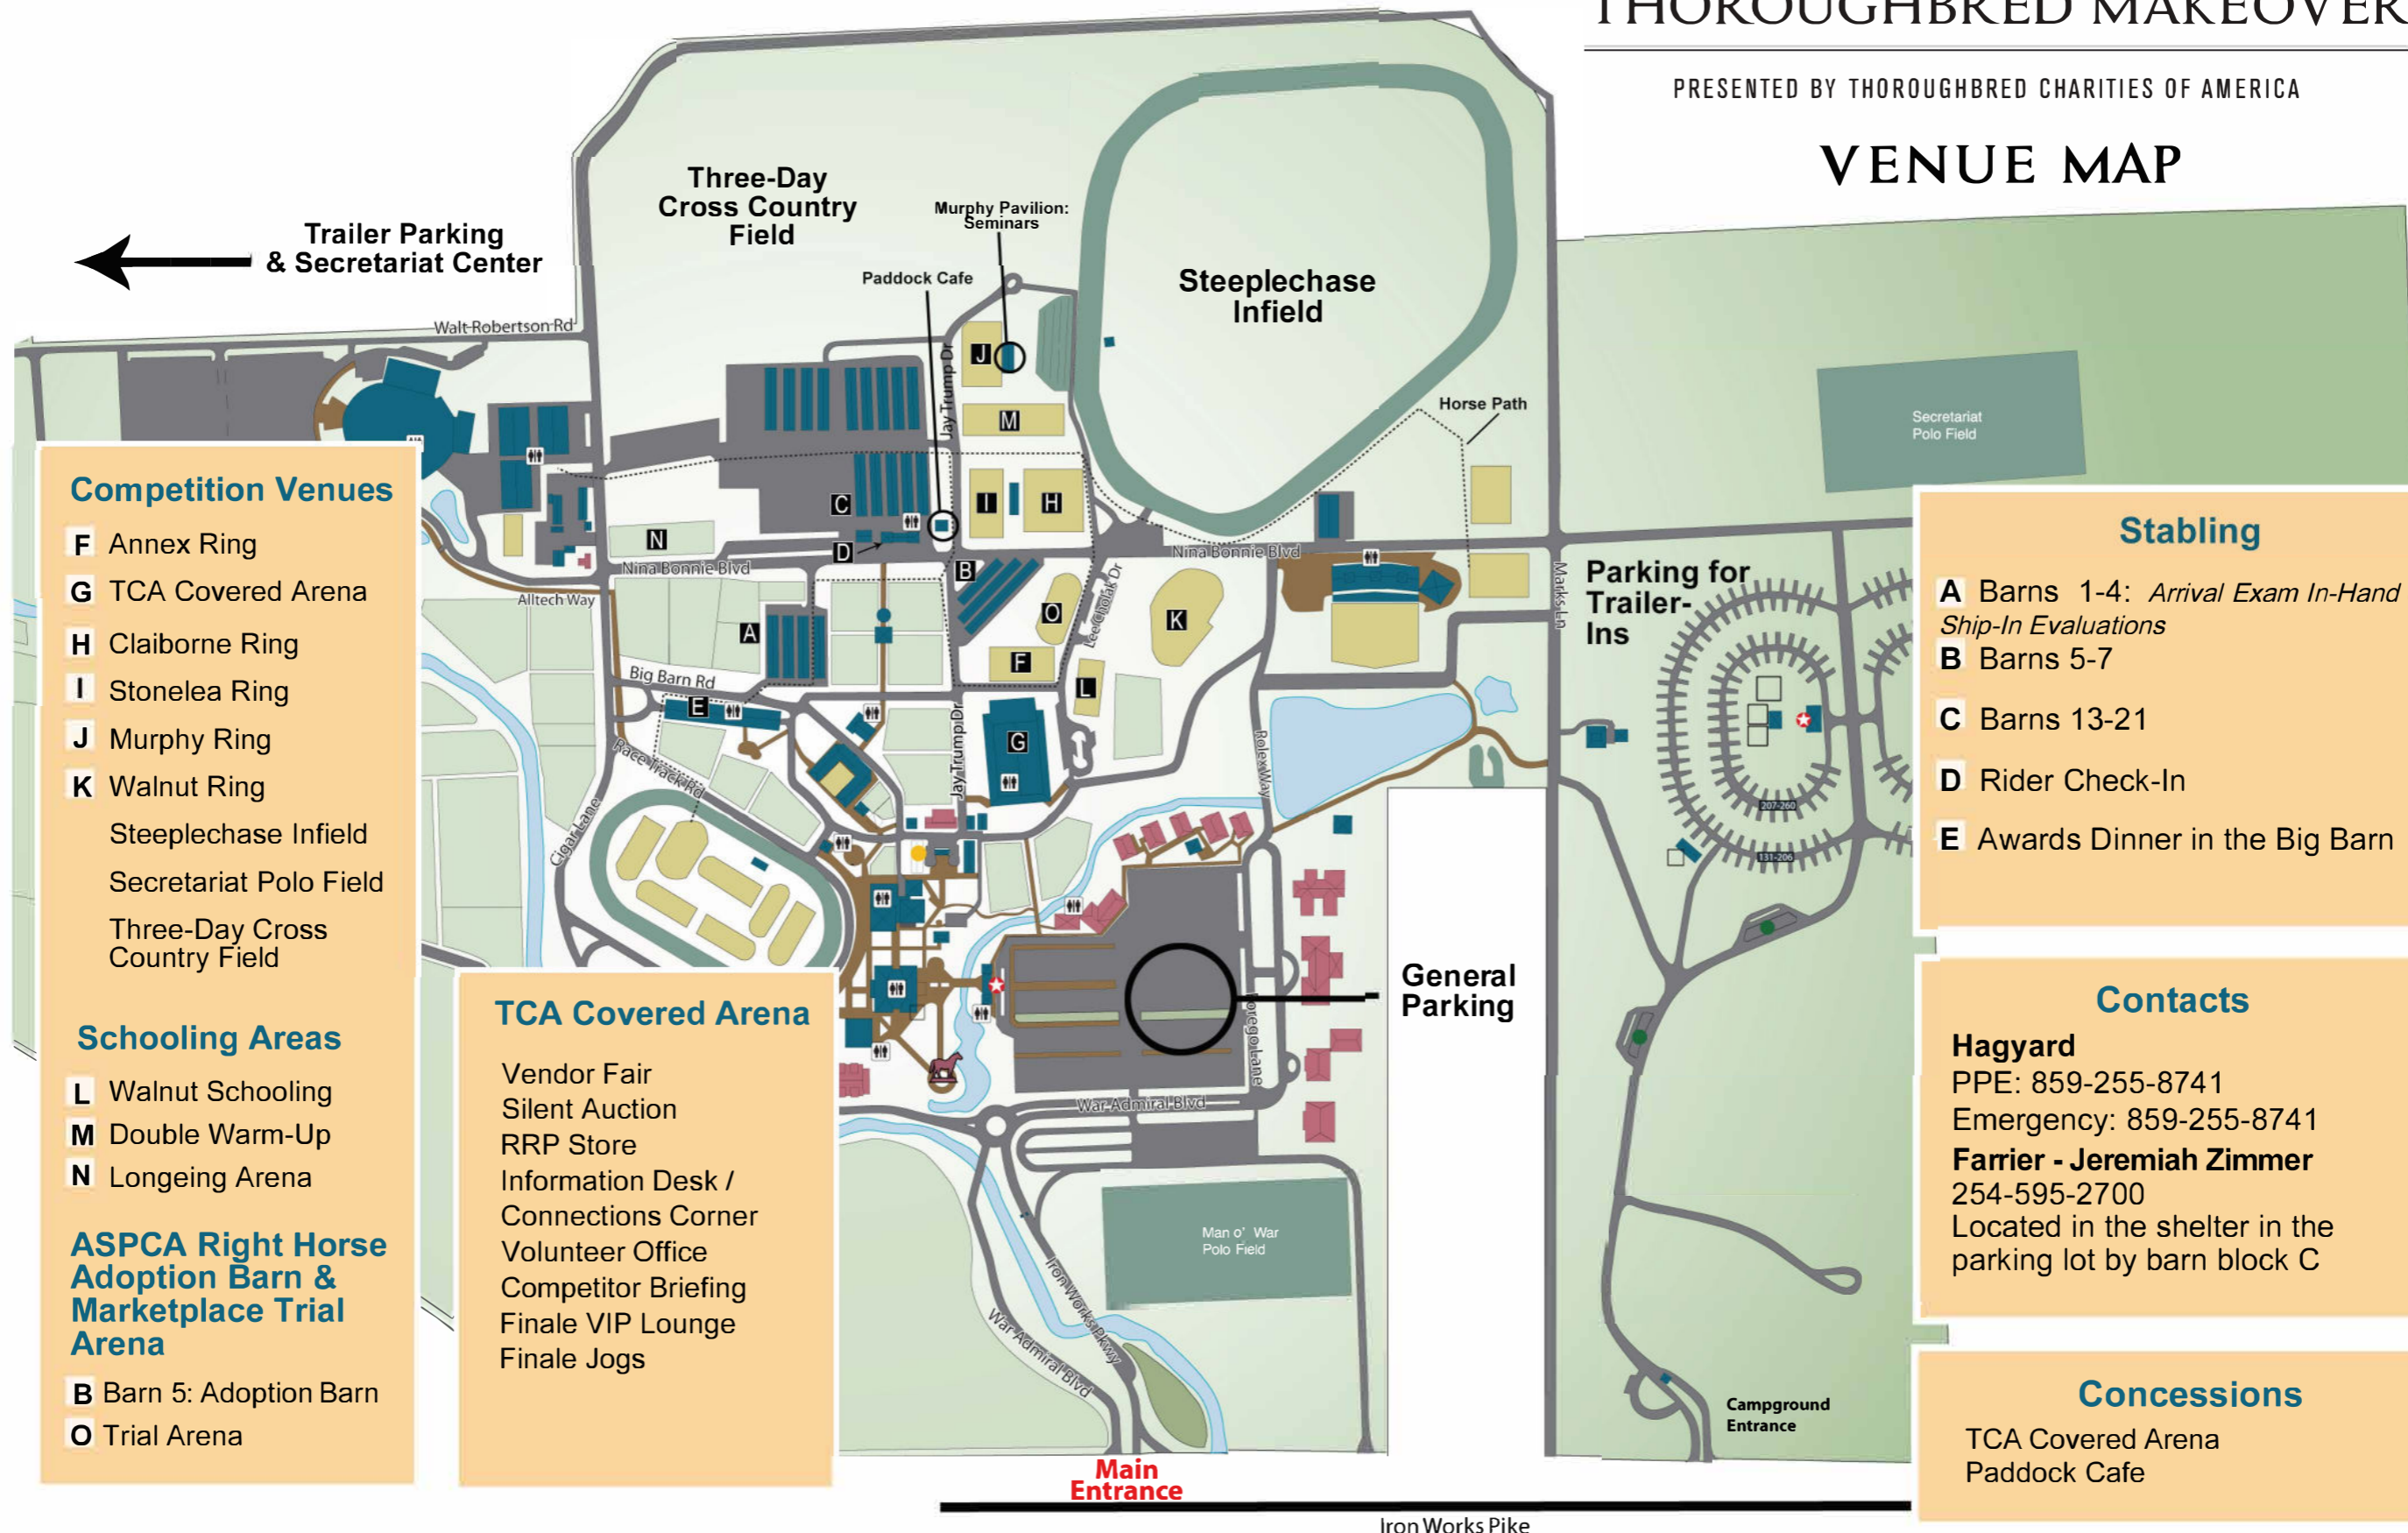 THOROUGHBRED MAKEOVER
PRESENTED BY THOROUGHBRED CHARITIES OF AMERICA
VENUE MAP
Trailer Parking
& Secretariat Center
Three-Day
Cross Country
Field
Murphy Pavilion:
Seminars
Paddock Cafe
Steeplechase
Infield
Horse Path
Walt Robertson Rd
Jay Trump Dr
J
M
C
I
H
N
D
B
Nina Bonnie Blvd
Nina Bonnie Blvd
Alltech Way
A
O
Lee Cholak Dr
K
F
L
Big Barn Rd
E
Race Track Rd
Jay Trump Dr
G
Rolex Way
Cigar Lane
Marks Ln
Secretariat
Polo Field
Parking for
Trailer-
Ins
207-260
131-206
General
Parking
Forego Lane
War Admiral Blvd
Man o' War
Polo Field
Iron Works Pkwy
War Admiral Blvd
Main
Entrance
Campground
Entrance
Iron Works Pike
Competition Venues
F Annex Ring
G TCA Covered Arena
H Claiborne Ring
I Stonelea Ring
J Murphy Ring
K Walnut Ring
Steeplechase Infield
Secretariat Polo Field
Three-Day Cross
Country Field
Schooling Areas
L Walnut Schooling
M Double Warm-Up
N Longeing Arena
ASPCA Right Horse
Adoption Barn &
Marketplace Trial
Arena
B Barn 5: Adoption Barn
O Trial Arena
TCA Covered Arena
Vendor Fair
Silent Auction
RRP Store
Information Desk /
Connections Corner
Volunteer Office
Competitor Briefing
Finale VIP Lounge
Finale Jogs
Stabling
A Barns 1-4: Arrival Exam In-Hand
Ship-In Evaluations
B Barns 5-7
C Barns 13-21
D Rider Check-In
E Awards Dinner in the Big Barn
Contacts
Hagyard
PPE: 859-255-8741
Emergency: 859-255-8741
Farrier - Jeremiah Zimmer
254-595-2700
Located in the shelter in the
parking lot by barn block C
Concessions
TCA Covered Arena
Paddock Cafe